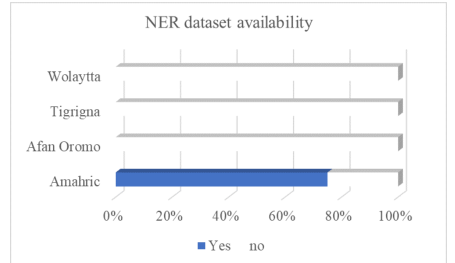 NER dataset availability
Wolaytta
Tigrigna
Afan Oromo
Amahric
0% 20% 40% 60% 80% 100%
Yes no